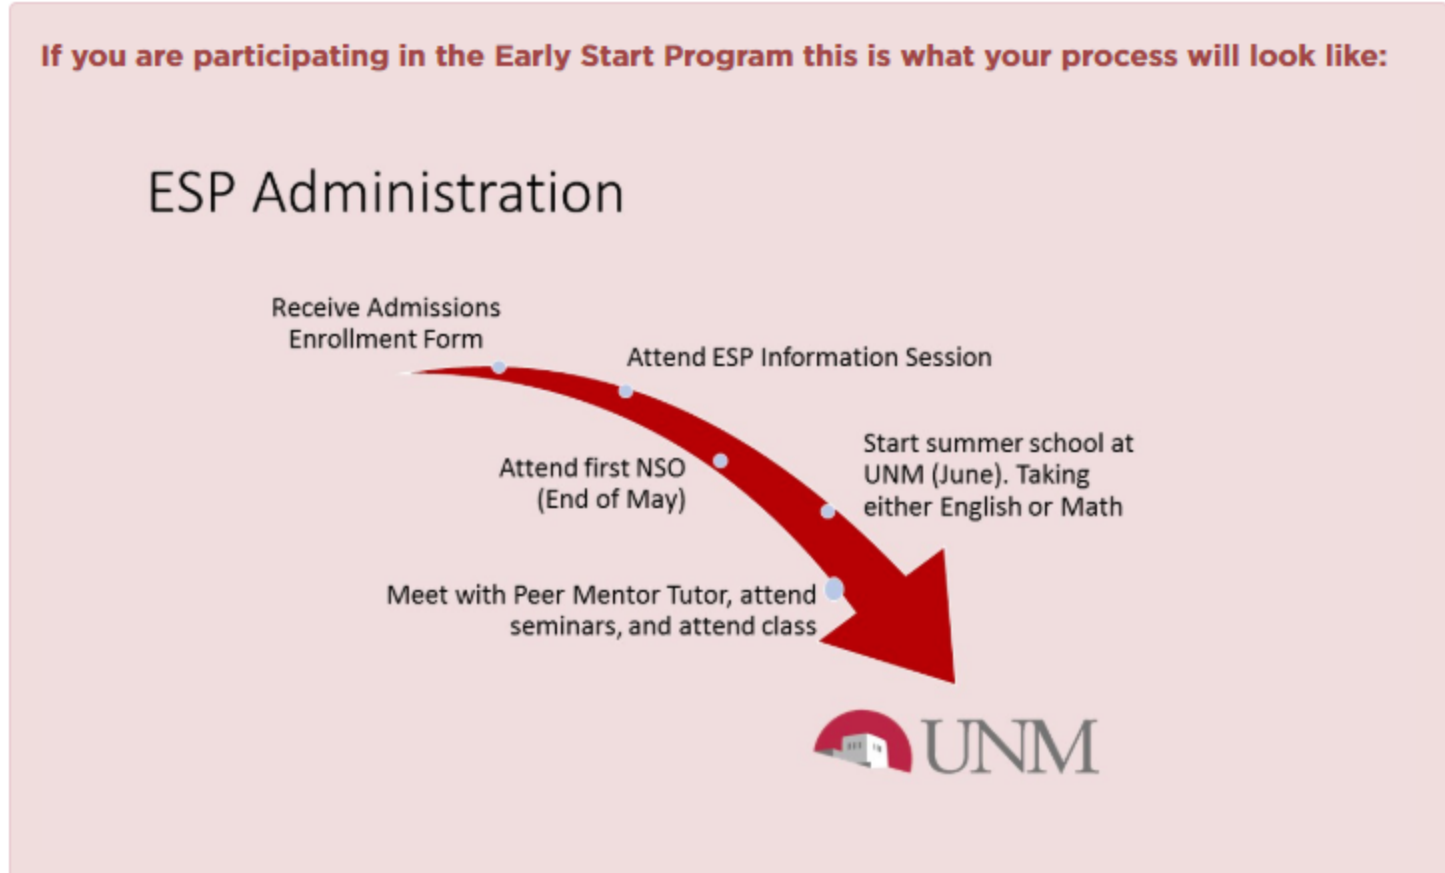 If you are participating in the Early Start Program this is what your process will look like:
ESP Administration
Receive Admissions
Enrollment Form
Attend ESP Information Session
Attend first NSO
(End of May)
Start summer school at
UNM (June). Taking
either English or Math
Meet with Peer Mentor Tutor, attend
seminars, and attend class
UNM